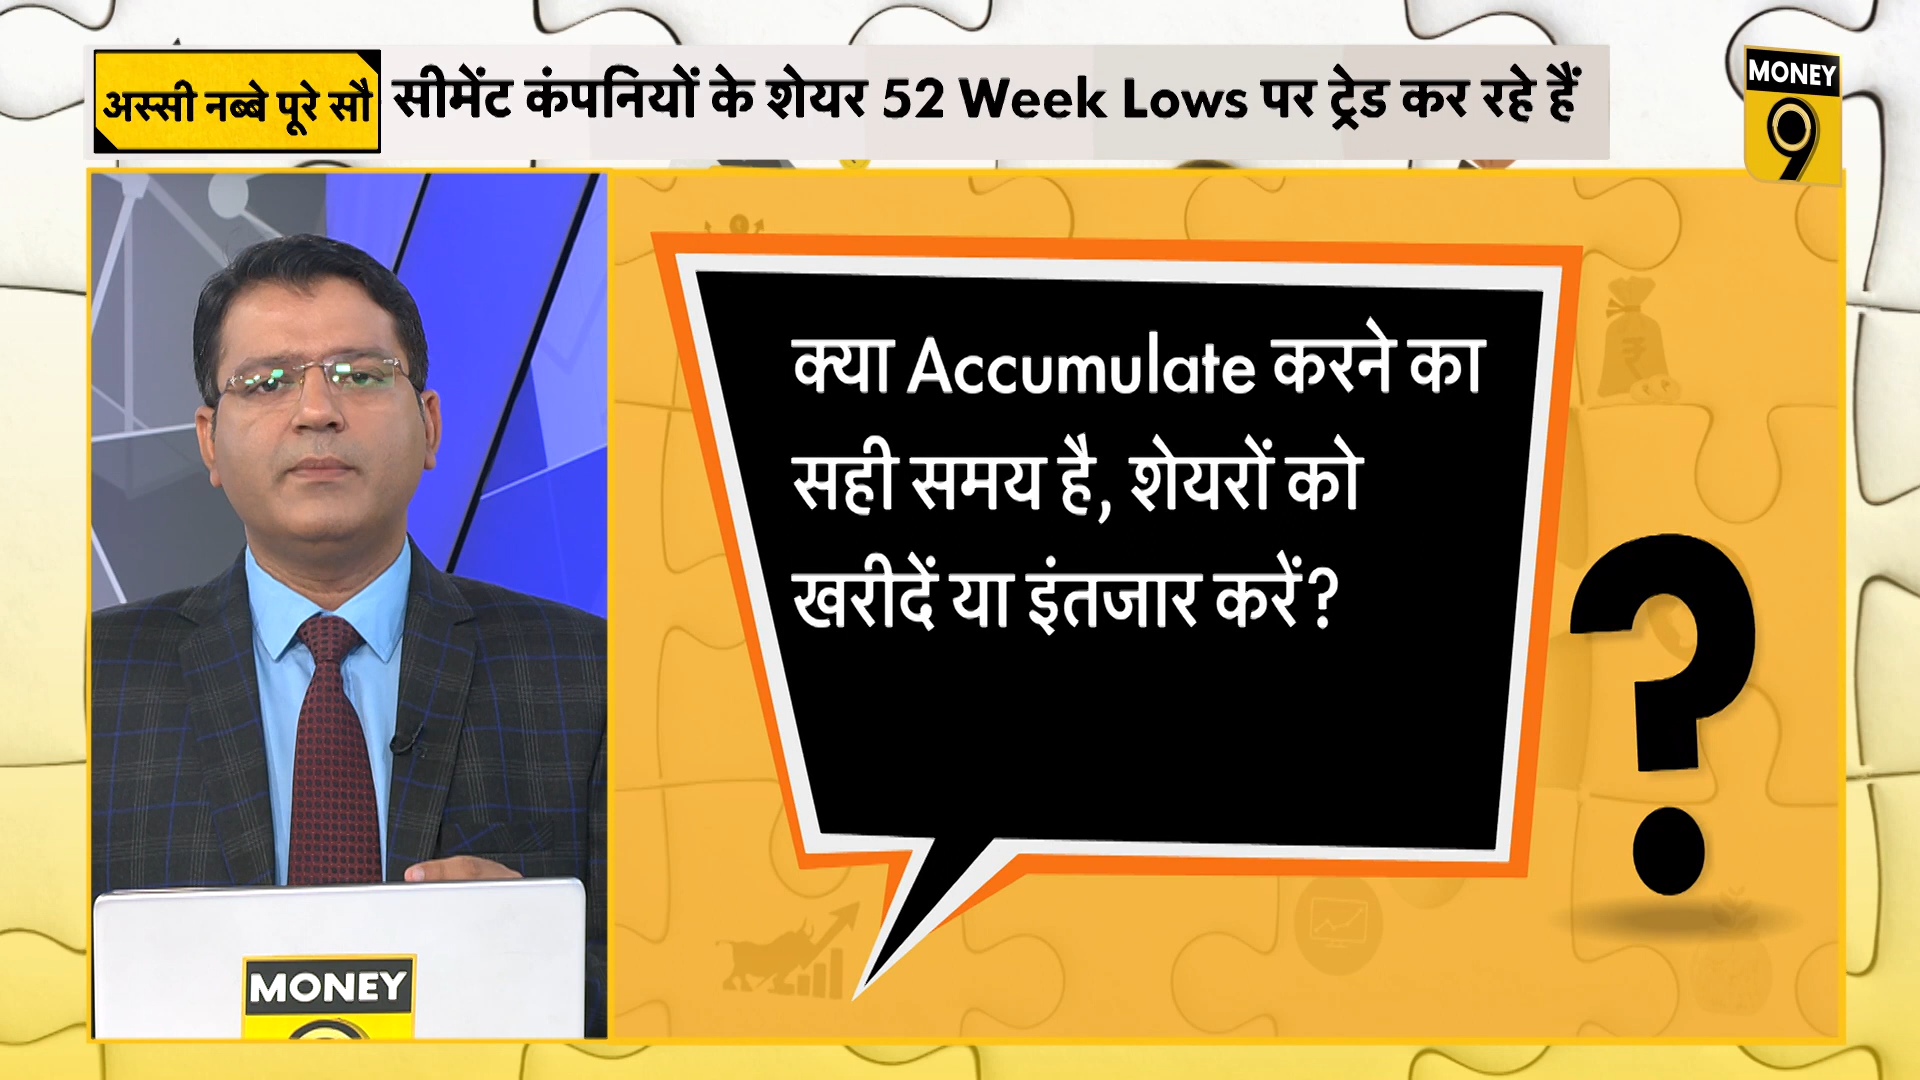 अस्सी नब्बे पूरे सौ
सीमेंट कंपनियों के शेयर 52 Week Lows पर ट्रेड कर रहे हैं
MONEY
9
क्या Accumulate करने का
सही समय है, शेयरों को
खरीदें या इंतजार करें?
?
MONEY